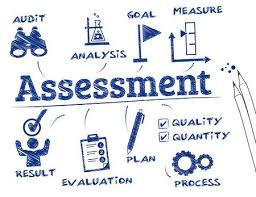 AUDIT
ANALYSIS
GOAL
MEASURE
Assessment
RESULT
EVALUATION
PLAN
QUALITY
QUANTITY
PROCESS